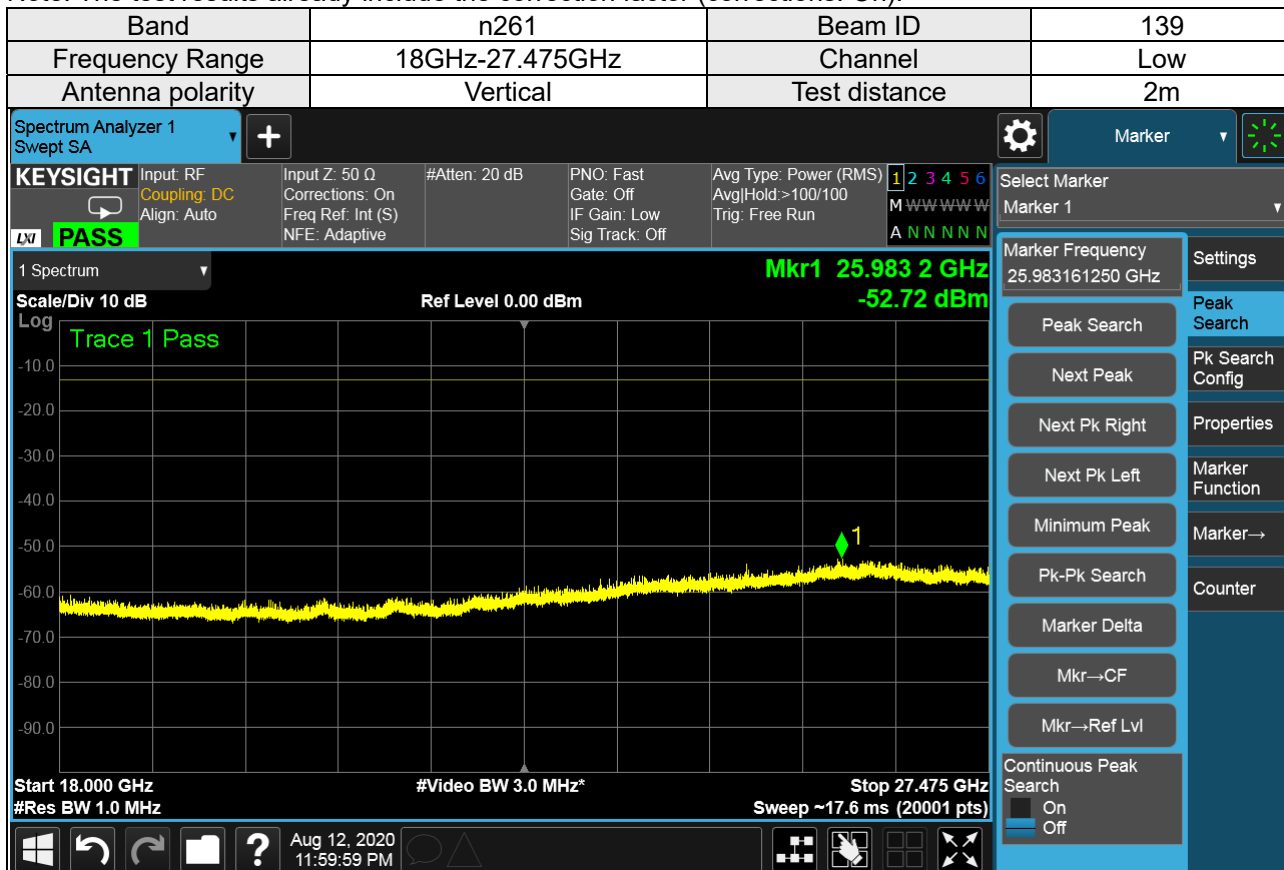 Note: The test results already include the correction factor (corrections: On).
Band n261 Beam ID 139
Frequency Range 18GHz-27.475GHz Channel Low
Antenna polarity Vertical Test distance 2m
Spectrum Analyzer 1
Swept SA
Marker
KEYSIGHT
LXI PASS
Input: RF
Coupling: DC
Align: Auto
Input Z: 50 Ω
Corrections: On
Freq Ref: Int (S)
NFE: Adaptive
#Atten: 20 dB
PNO: Fast
Gate: Off
IF Gain: Low
Sig Track: Off
Avg Type: Power (RMS)
Avg|Hold:>100/100
Trig: Free Run
1 2 3 4 5 6
M W W W W W
A N N N N N
Select Marker
Marker 1
1 Spectrum
Scale/Div 10 dB
Log
Ref Level 0.00 dBm
Mkr1 25.983 2 GHz
-52.72 dBm
Trace 1 Pass
-10.0
-20.0
-30.0
-40.0
-50.0
-60.0
-70.0
-80.0
-90.0
1
Start 18.000 GHz
#Res BW 1.0 MHz
#Video BW 3.0 MHz*
Stop 27.475 GHz
Sweep ~17.6 ms (20001 pts)
Marker Frequency
25.983161250 GHz
Peak Search
Next Peak
Next Pk Right
Next Pk Left
Minimum Peak
Pk-Pk Search
Marker Delta
Mkr→CF
Mkr→Ref Lvl
Continuous Peak
Search
On
Off
Settings
Peak
Search
Pk Search
Config
Properties
Marker
Function
Marker→
Counter
?
Aug 12, 2020
11:59:59 PM